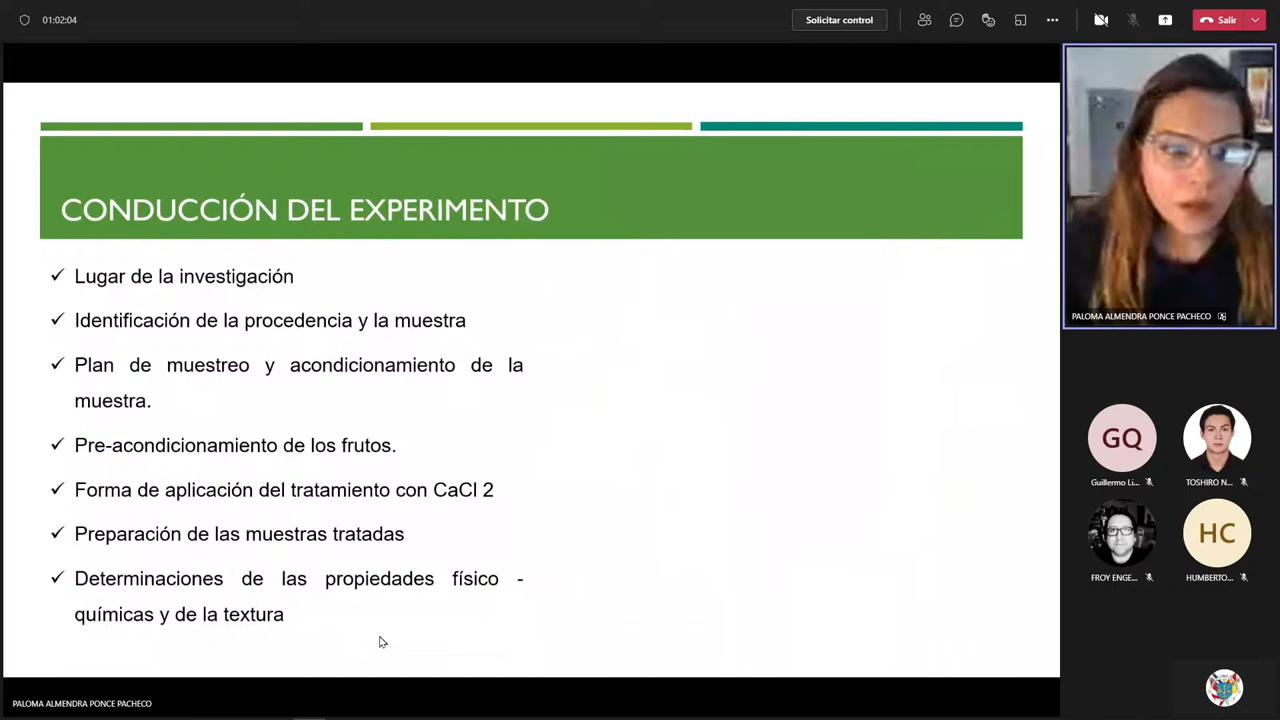 01:02:04
Solicitar control
Salir
CONDUCCIÓN DEL EXPERIMENTO
Lugar de la investigación
Identificación de la procedencia y la muestra
Plan de muestreo y acondicionamiento de la
muestra.
Pre-acondicionamiento de los frutos.
Forma de aplicación del tratamiento con CaCl 2
Preparación de las muestras tratadas
Determinaciones de las propiedades físico -
químicas y de la textura
PALOMA ALMENDRA PONCE PACHECO
GQ
Guillermo Li...
TOSHIRO N...
FROY ENGE...
HC
HUMBERTO...
PALOMA ALMENDRA PONCE PACHECO